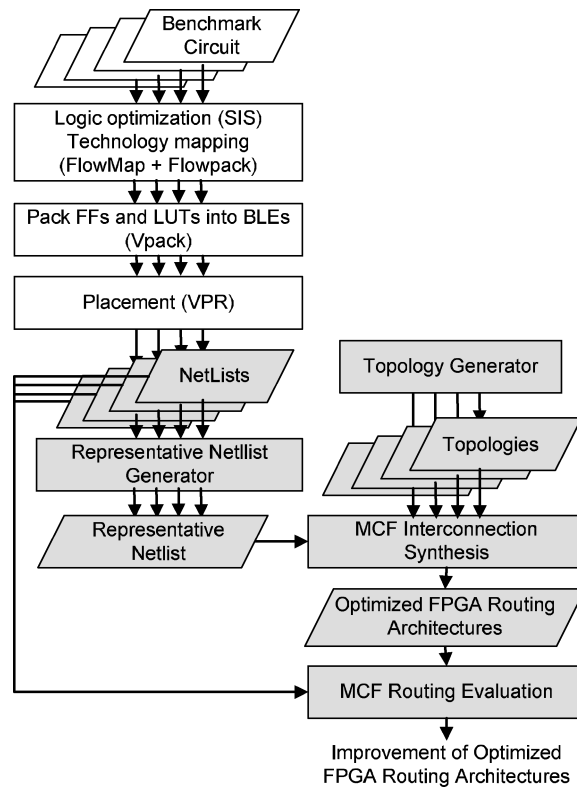 Benchmark
Circuit
Logic optimization (SIS)
Technology mapping
(FlowMap + Flowpack)
Pack FFs and LUTs into BLEs
(Vpack)
Placement (VPR)
NetLists
Topology Generator
Topologies
Representative Netllist
Generator
Representative
Netlist
MCF Interconnection
Synthesis
Optimized FPGA Routing
Architectures
MCF Routing Evaluation
Improvement of Optimized
FPGA Routing Architectures